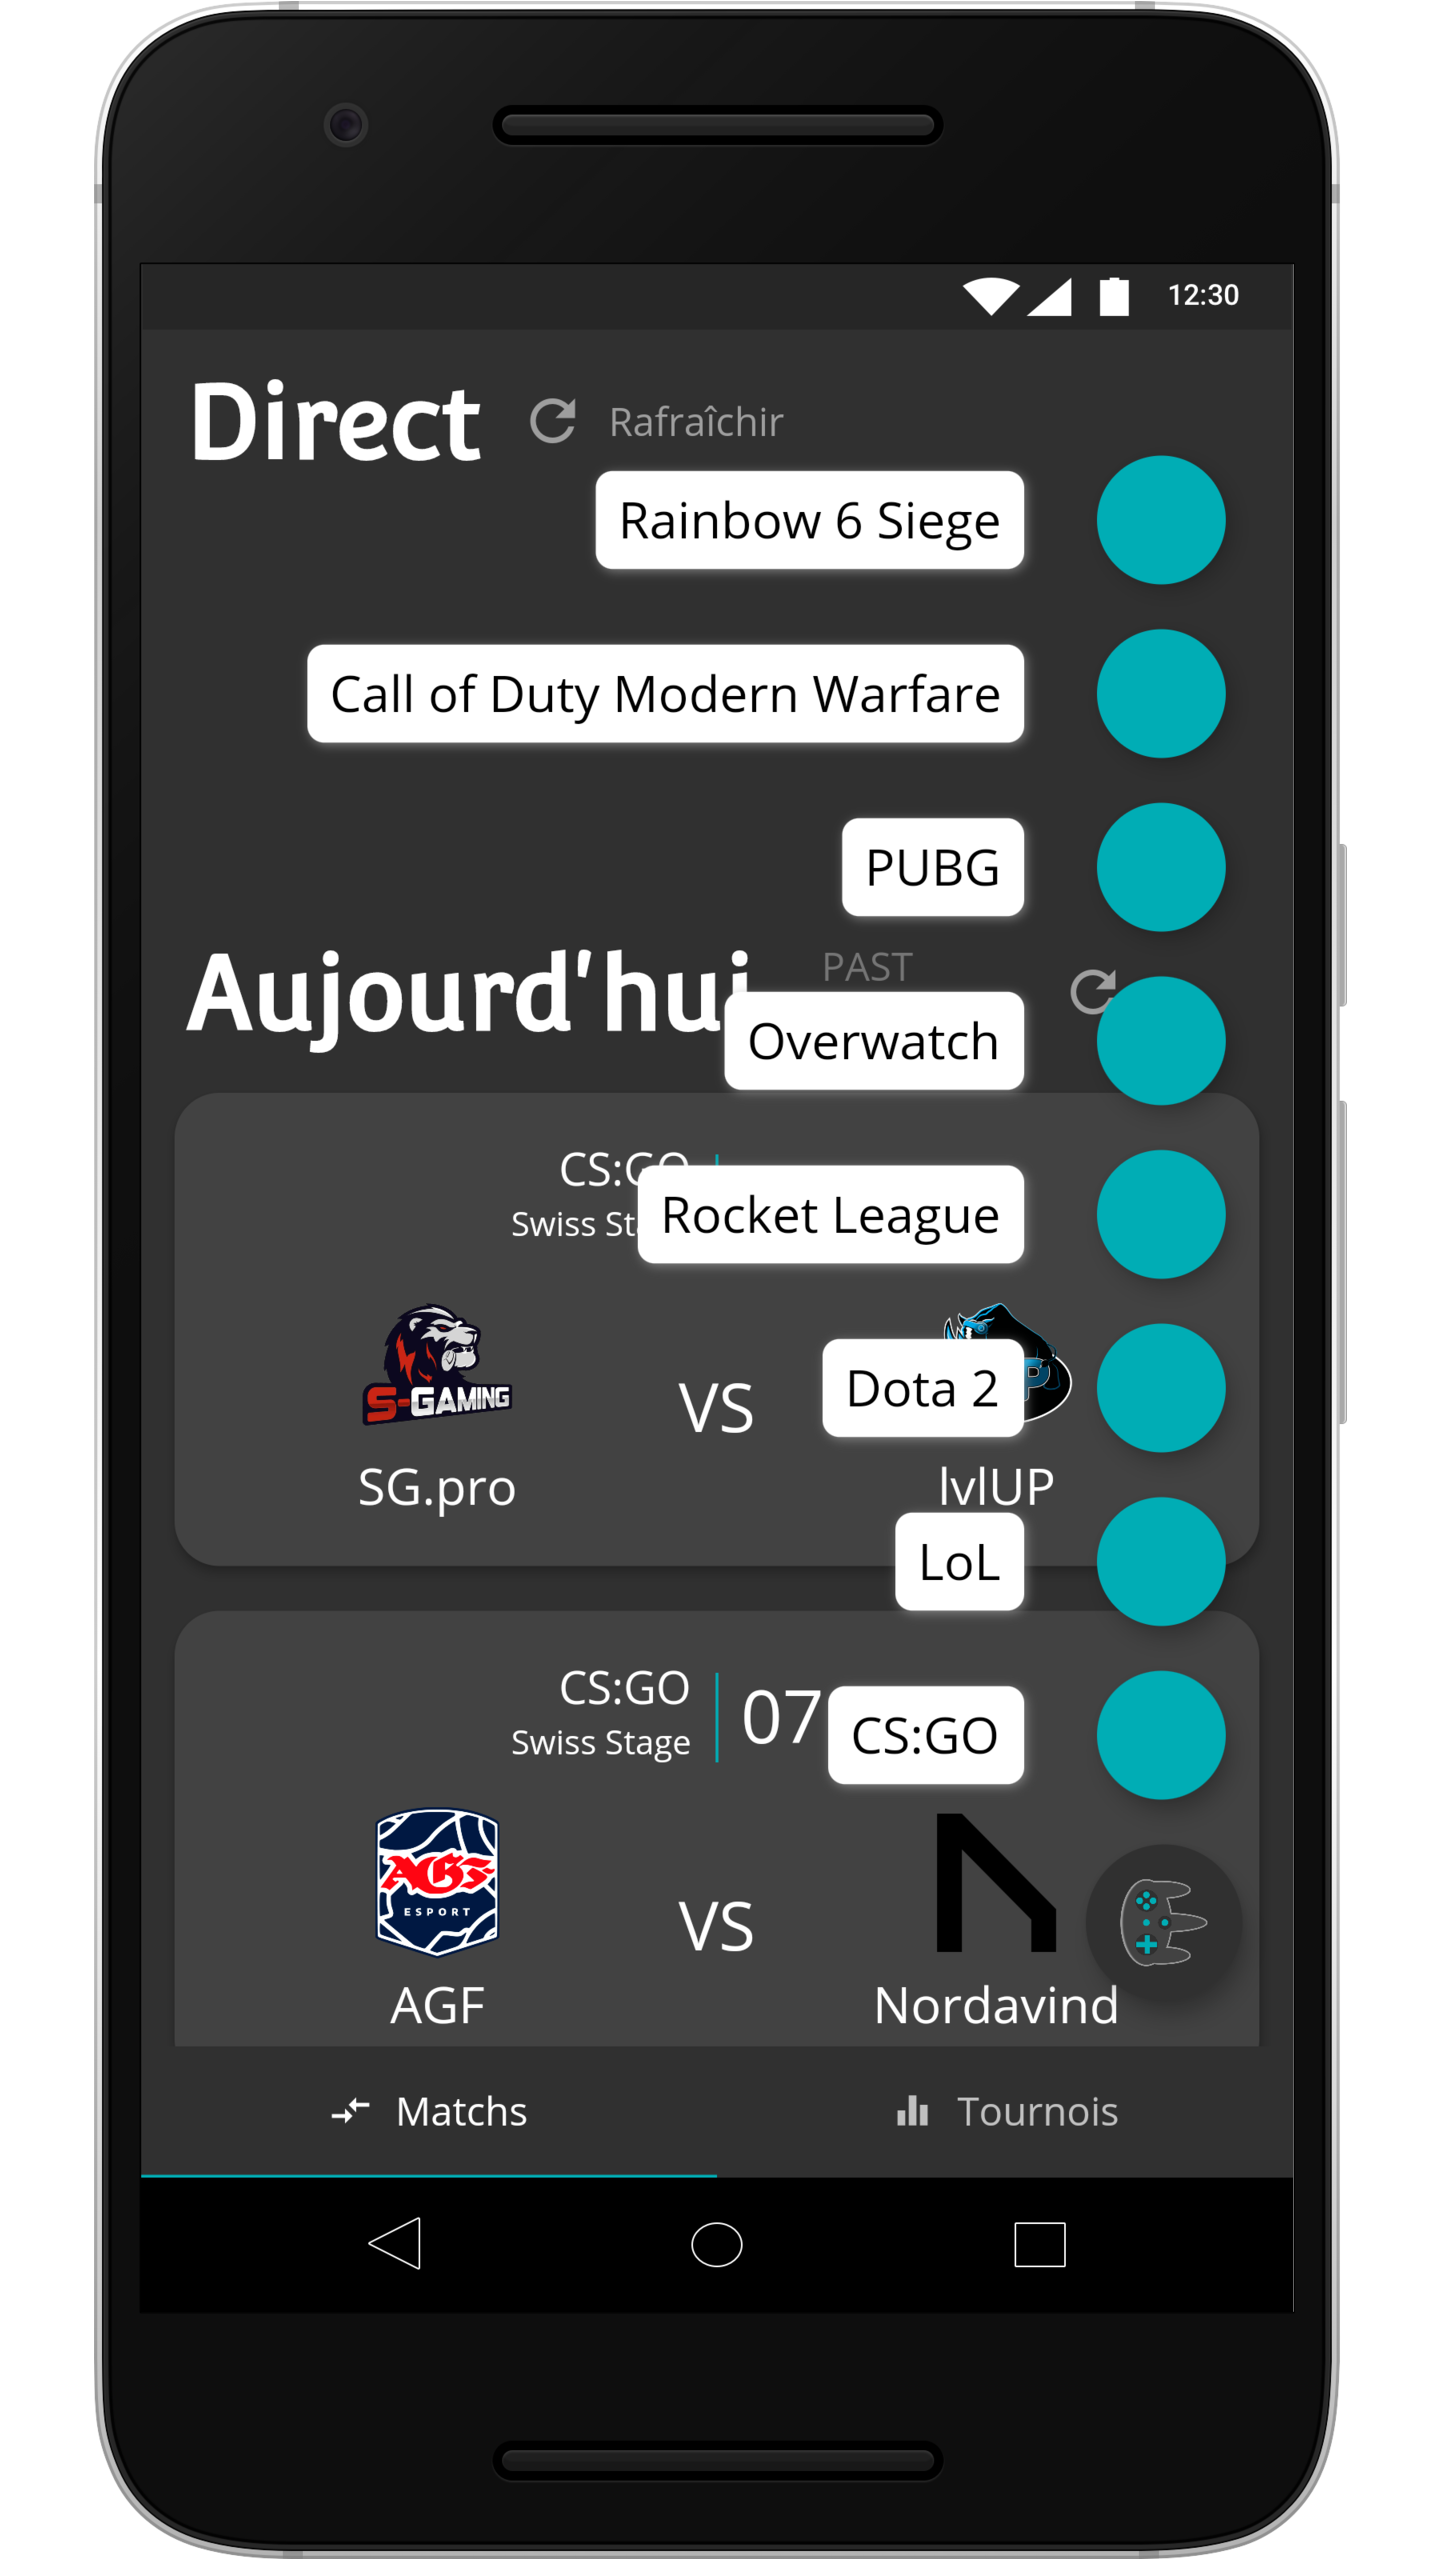 12:30
Direct
Rafraîchir
Rainbow 6 Siege
Call of Duty Modern Warfare
PUBG
Aujourd'hui
PAST
Overwatch
CS:GO
Swiss
Rocket League
S-GAMING
VS
Dota 2
SG.pro
lvlUP
LoL
CS:GO
Swiss Stage
07
CS:GO
AGF
ESPORT
VS
AGF
Nordavind
Matchs
Tournois